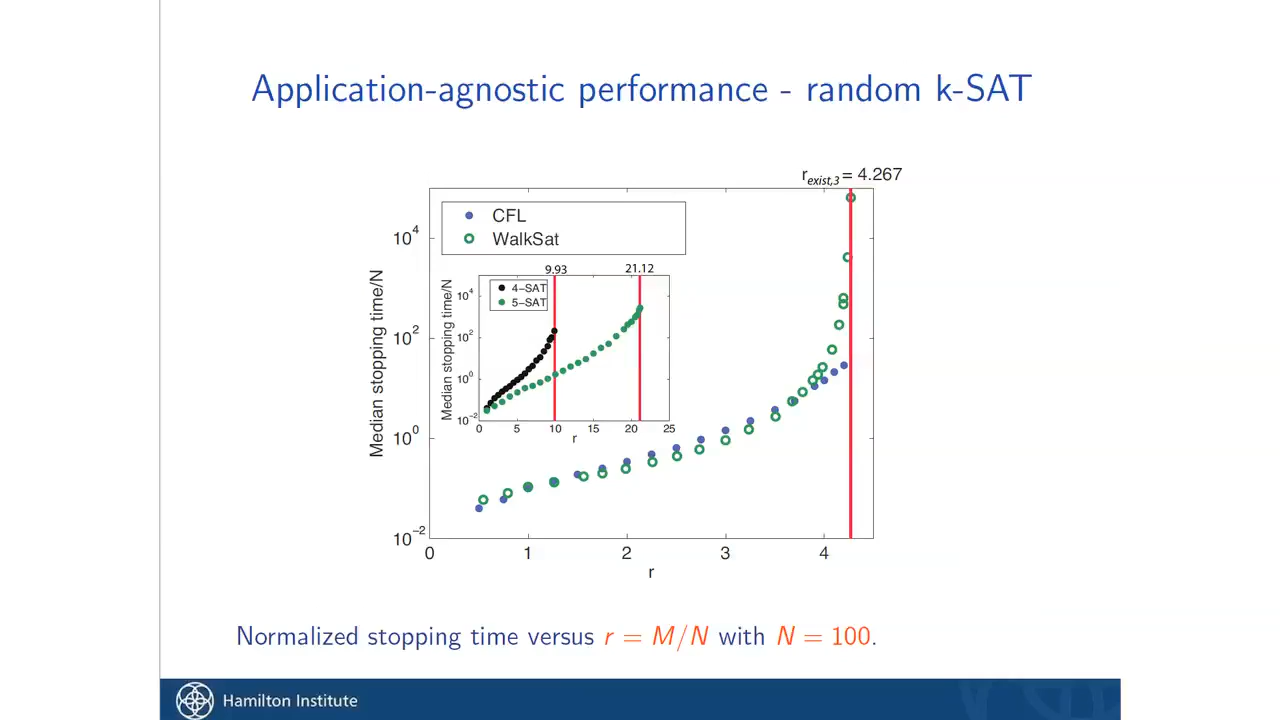 Application-agnostic performance - random k-SAT
r_exist,3 = 4.267
CFL
WalkSat
10^4
10^2
10^0
10^−2
Median stopping time/N
0 1 2 3 4
r
9.93 21.12
4−SAT
5−SAT
10^4
10^2
10^0
10^−2
Median stopping time/N
0 5 10 15 20 25
r
Normalized stopping time versus r = M/N with N = 100.
Hamilton Institute